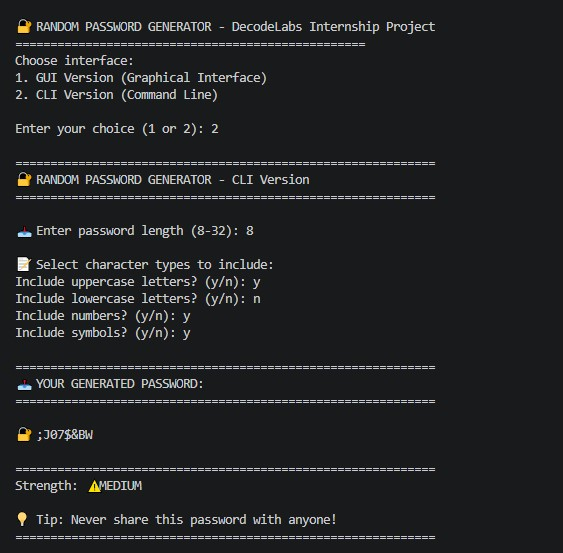 🔐 RANDOM PASSWORD GENERATOR - DecodeLabs Internship Project
==================================================
Choose interface:
1. GUI Version (Graphical Interface)
2. CLI Version (Command Line)
Enter your choice (1 or 2): 2
============================================================
🔐 RANDOM PASSWORD GENERATOR - CLI Version
============================================================
📥 Enter password length (8-32): 8
📝 Select character types to include:
Include uppercase letters? (y/n): y
Include lowercase letters? (y/n): n
Include numbers? (y/n): y
Include symbols? (y/n): y
============================================================
📥 YOUR GENERATED PASSWORD:
============================================================
🔐 ;J07$&BW
============================================================
Strength: ⚠️MEDIUM
💡 Tip: Never share this password with anyone!
============================================================